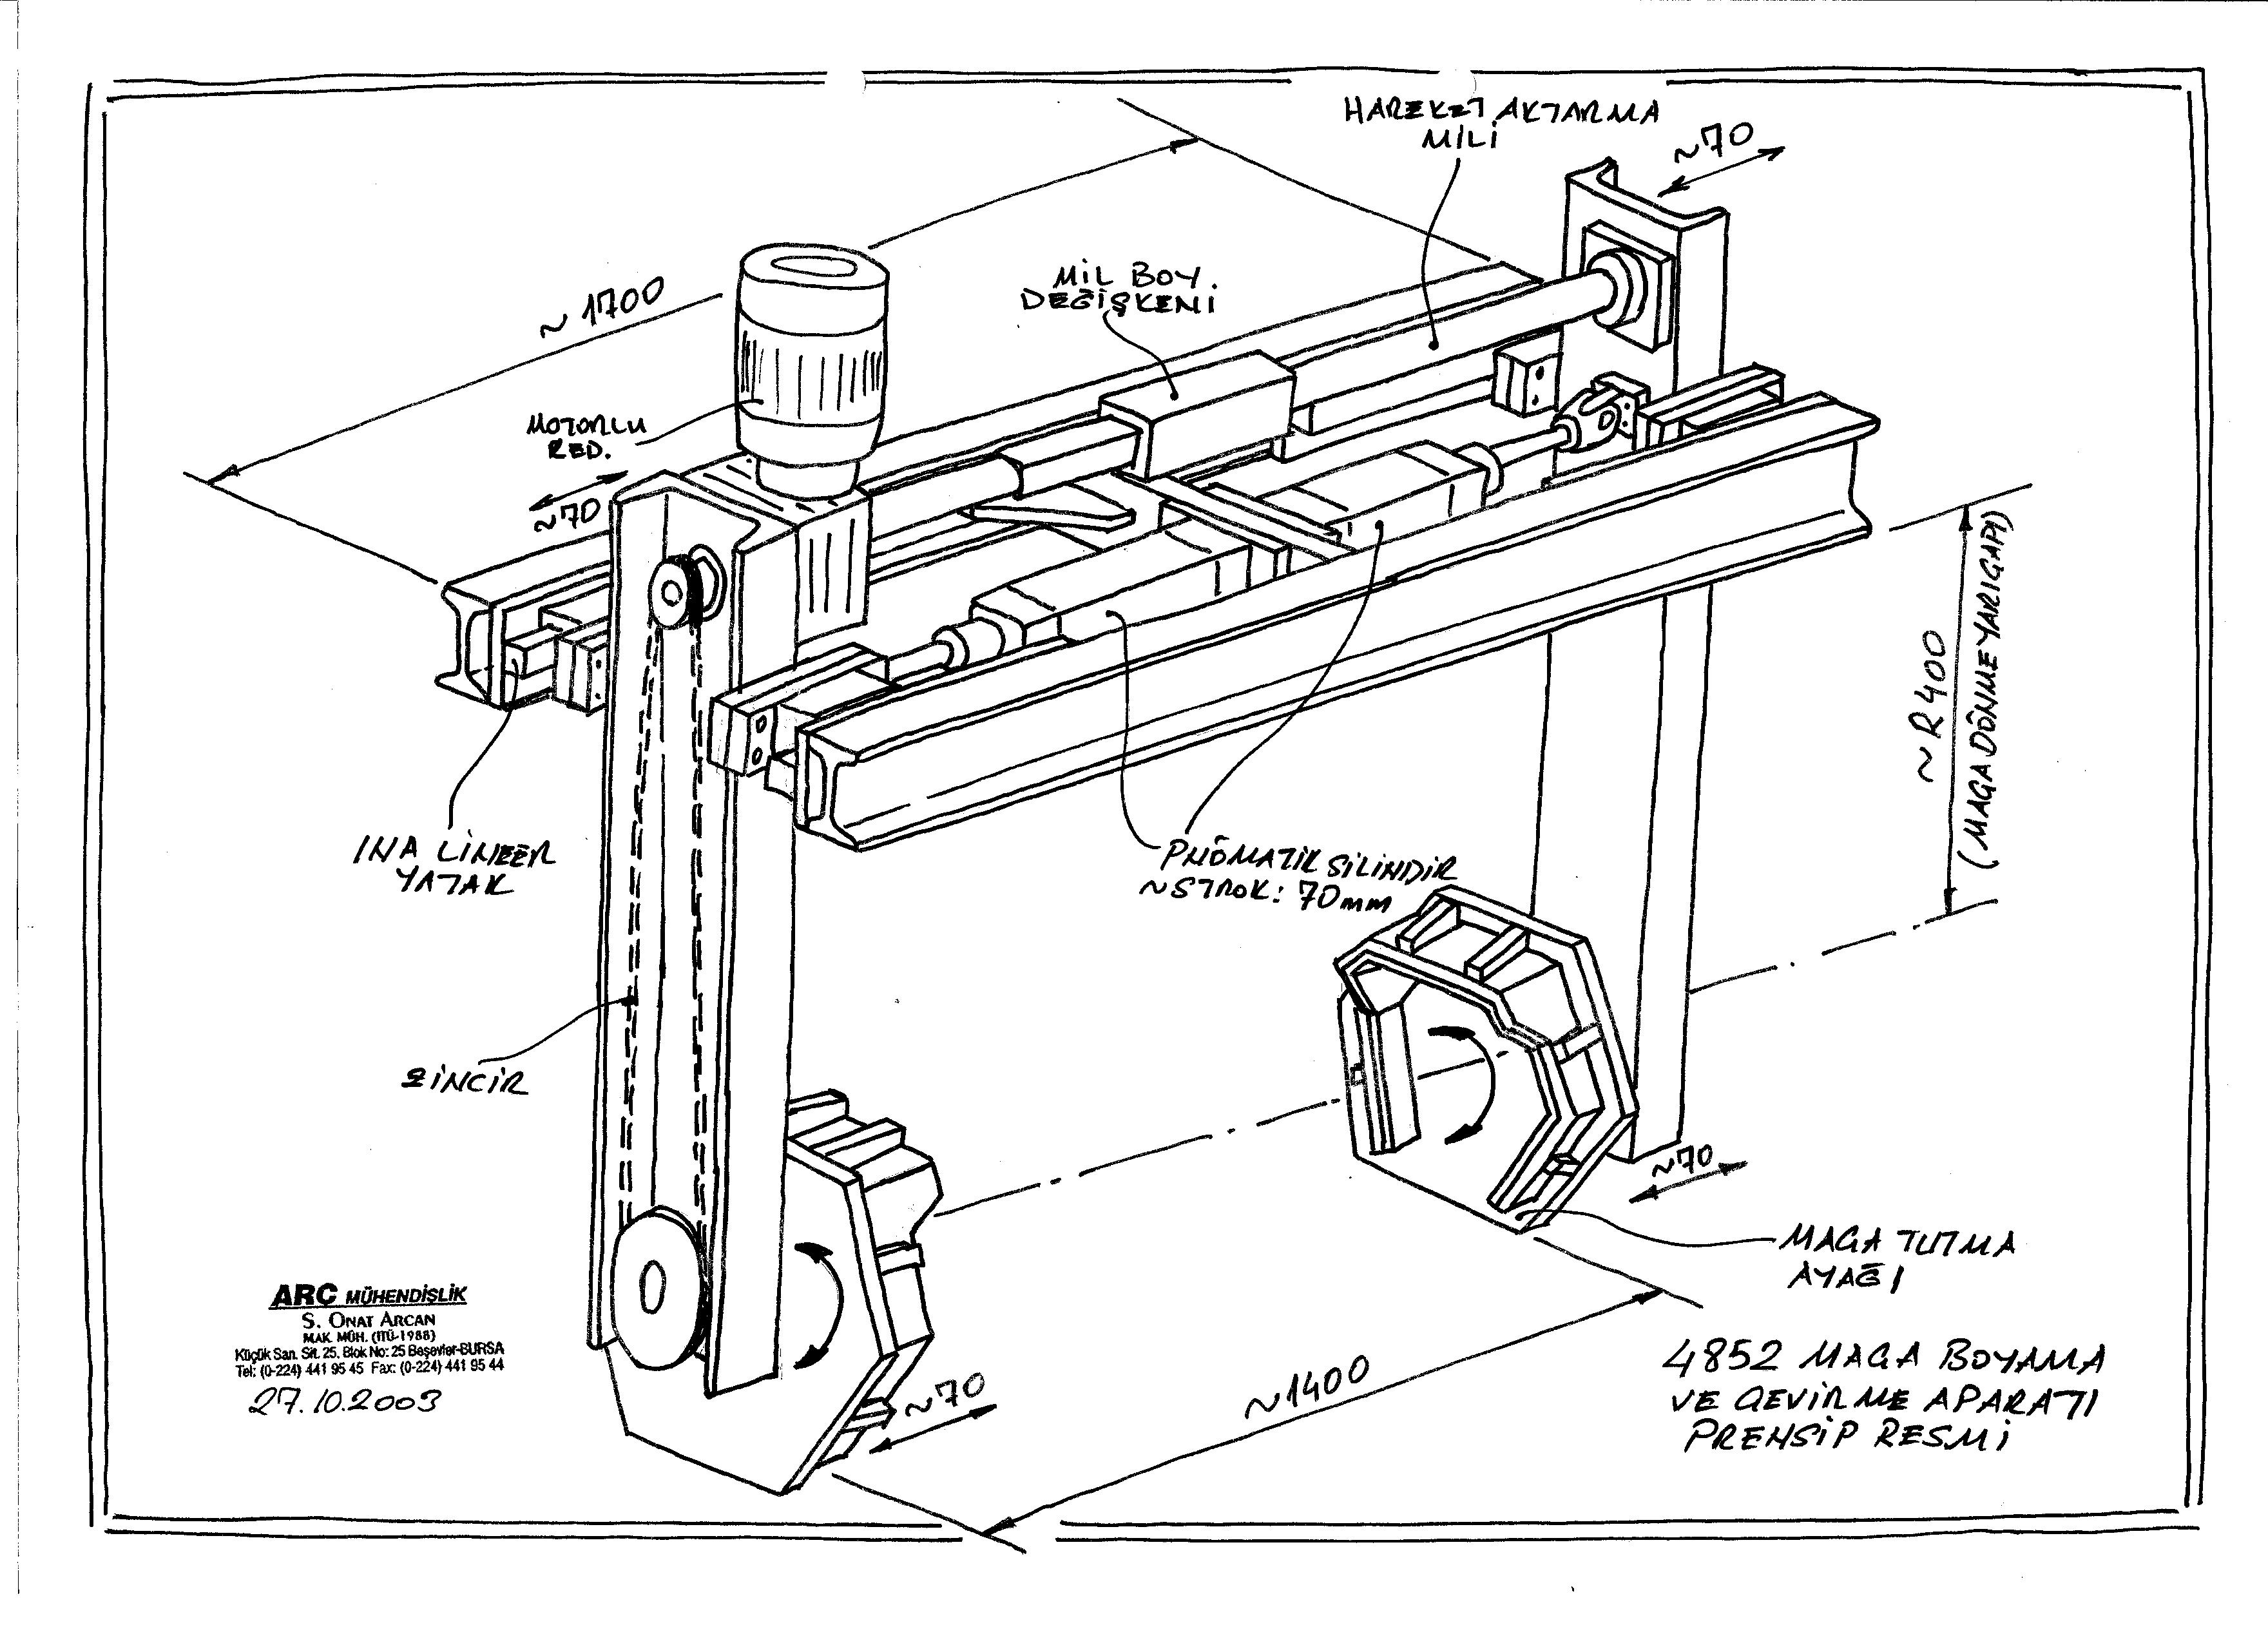 HAREKET AKTARMA
MİLİ
~70
~1700
MİL BOY.
DEĞİŞKENİ
MOTORLU
RED.
~70
~R400
(MAÇA DÖNME YARIÇAPI)
INA LİNEER
YATAK
PNÖMATİK SİLİNDİR
~STROK: 70mm
ZİNCİR
~70
MAÇA TUTMA
AYAĞI
~70
~1400
ARC MÜHENDİSLİK
S. ONAT ARCAN
MAK. MÜH. (İTÜ-1988)
Küçük San. Sit. 25. Blok No: 25 Beşevler-BURSA
Tel: (0-224) 441 95 45 Fax: (0-224) 441 95 44
27.10.2003
4852 MAÇA BOYAMA
VE ÇEVİRME APARATI
PRENSİP RESMİ